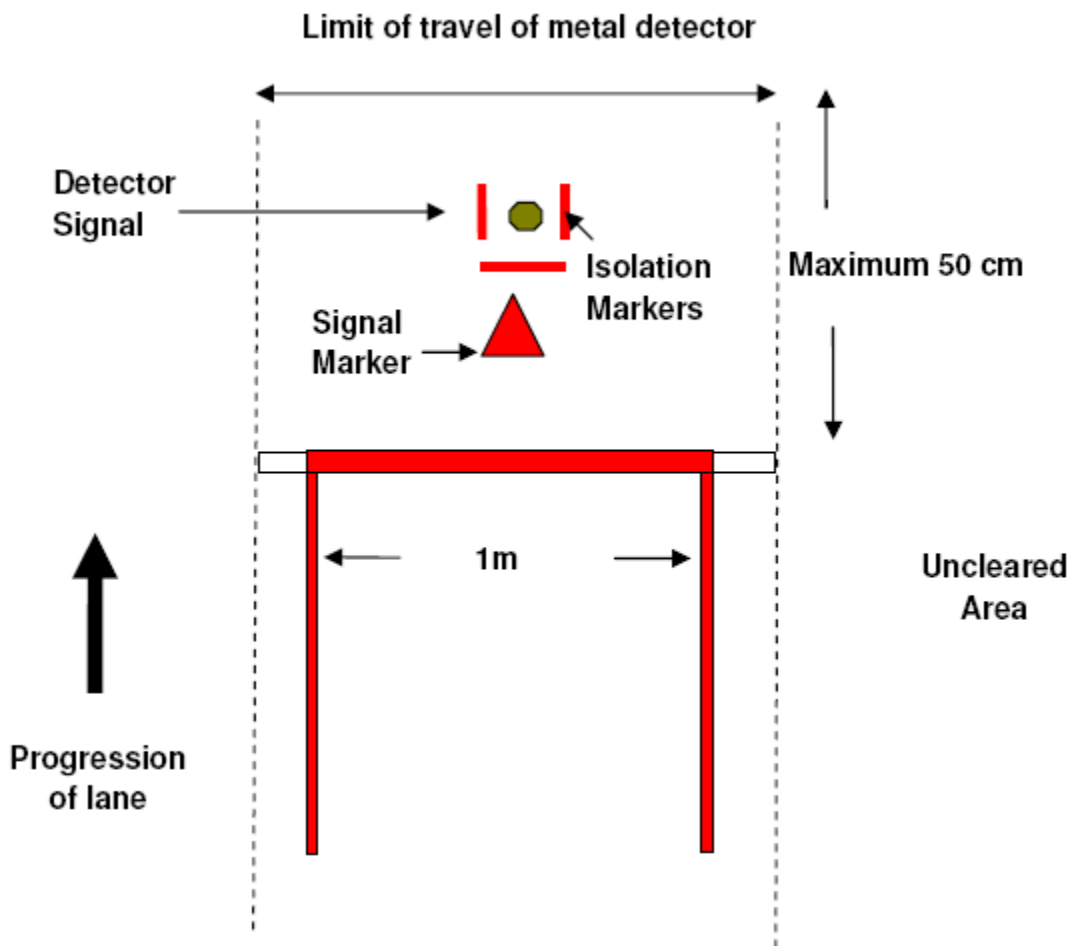 Limit of travel of metal detector
Detector
Signal
Isolation
Markers
Maximum 50 cm
Signal
Marker
1m
Uncleared
Area
Progression
of lane